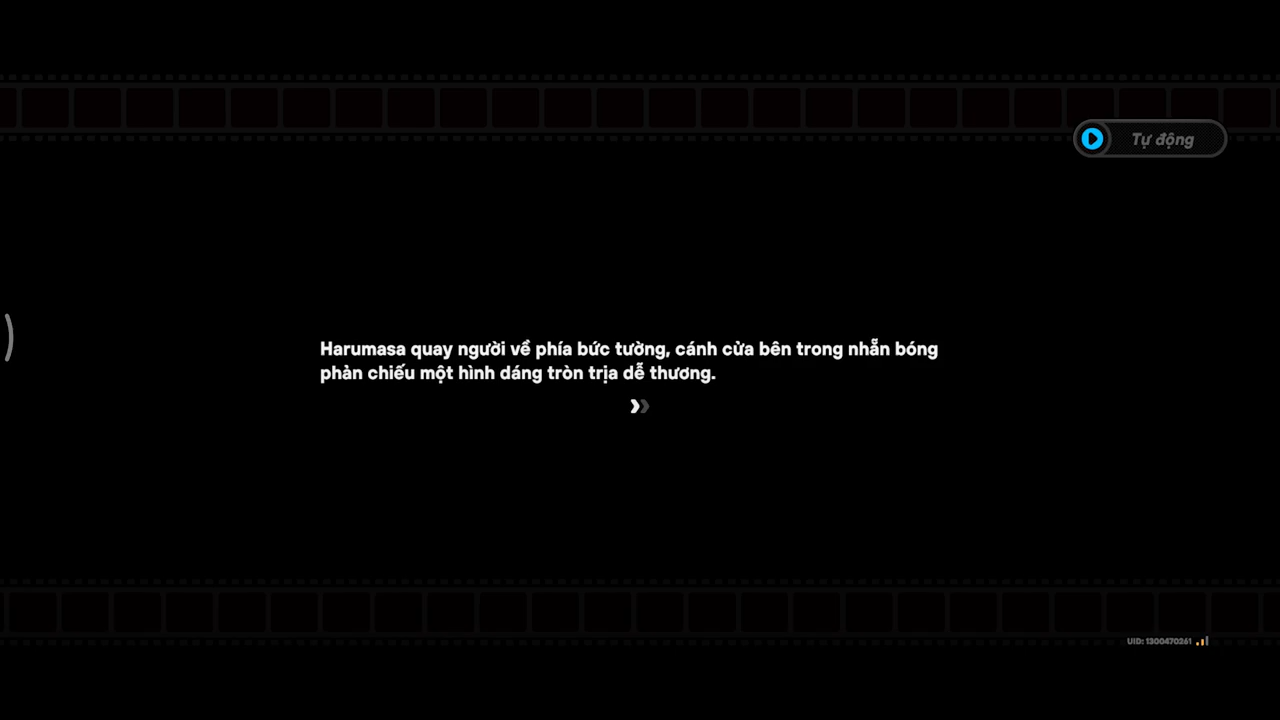 Tự động
Harumasa quay người về phía bức tường, cánh cửa bên trong nhẵn bóng
phản chiếu một hình dáng tròn trịa dễ thương.
UID: 1300470261